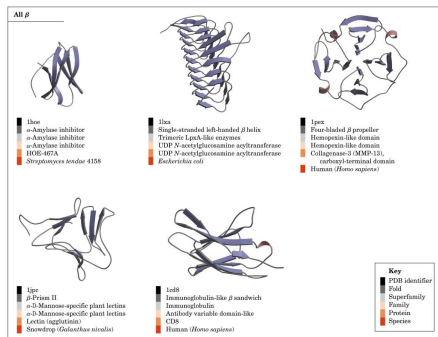 All β
1hoe
α-Amylase inhibitor
α-Amylase inhibitor
α-Amylase inhibitor
HOE-467A
Streptomyces tendae 4158
1lxa
Single-stranded left-handed β helix
Trimeric LpxA-like enzymes
UDP N-acetylglucosamine acyltransferase
UDP N-acetylglucosamine acyltransferase
Escherichia coli
1pex
Four-bladed β propeller
Hemopexin-like domain
Hemopexin-like domain
Collagenase-3 (MMP-13),
carboxyl-terminal domain
Human (Homo sapiens)
1jpc
β-Prism II
α-D-Mannose-specific plant lectins
α-D-Mannose-specific plant lectins
Lectin (agglutinin)
Snowdrop (Galanthus nivalis)
1cd8
Immunoglobulin-like β sandwich
Immunoglobulin
Antibody variable domain-like
CD8
Human (Homo sapiens)
Key
PDB identifier
Fold
Superfamily
Family
Protein
Species